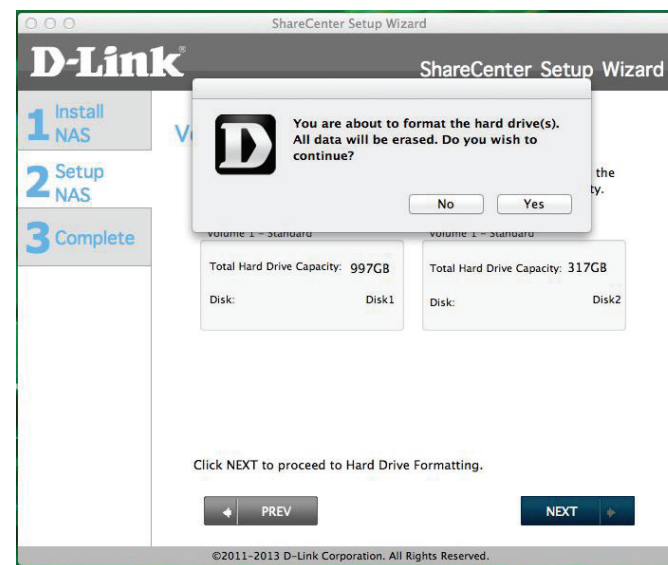 ShareCenter Setup Wizard
D-Link®
ShareCenter Setup Wizard
1 Install
NAS
2 Setup
NAS
3 Complete
V
You are about to format the hard drive(s).
All data will be erased. Do you wish to
continue?
No Yes
the
ty.
Volume 1 - Standard Volume 1 - Standard
Total Hard Drive Capacity: 997GB Total Hard Drive Capacity: 317GB
Disk: Disk1 Disk: Disk2
Click NEXT to proceed to Hard Drive Formatting.
PREV NEXT
©2011-2013 D-Link Corporation. All Rights Reserved.